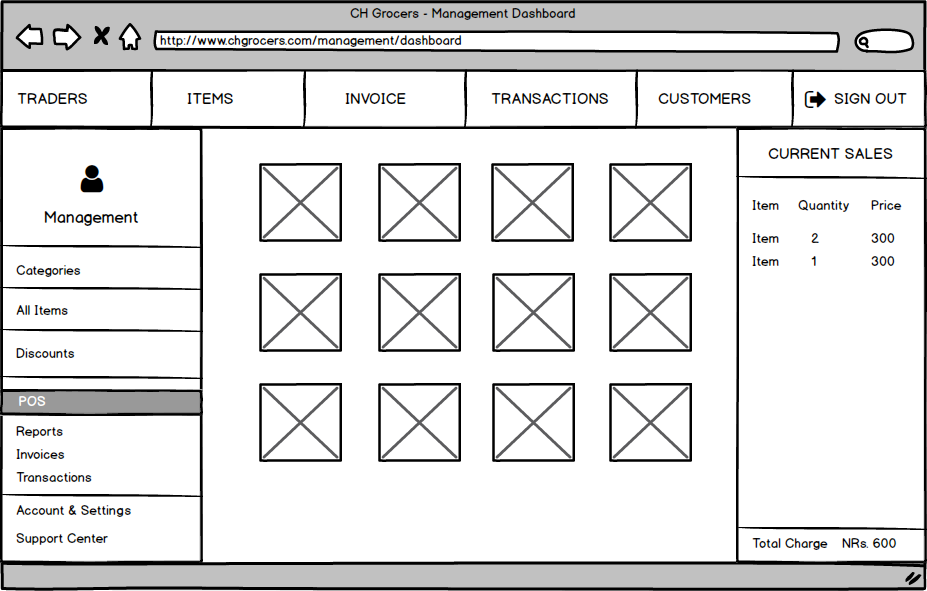 CH Grocers - Management Dashboard
http://www.chgrocers.com/management/dashboard
TRADERS ITEMS INVOICE TRANSACTIONS CUSTOMERS SIGN OUT
Management
Categories
All Items
Discounts
POS
Reports
Invoices
Transactions
Account & Settings
Support Center
CURRENT SALES
Item Quantity Price
Item 2 300
Item 1 300
Total Charge NRs. 600